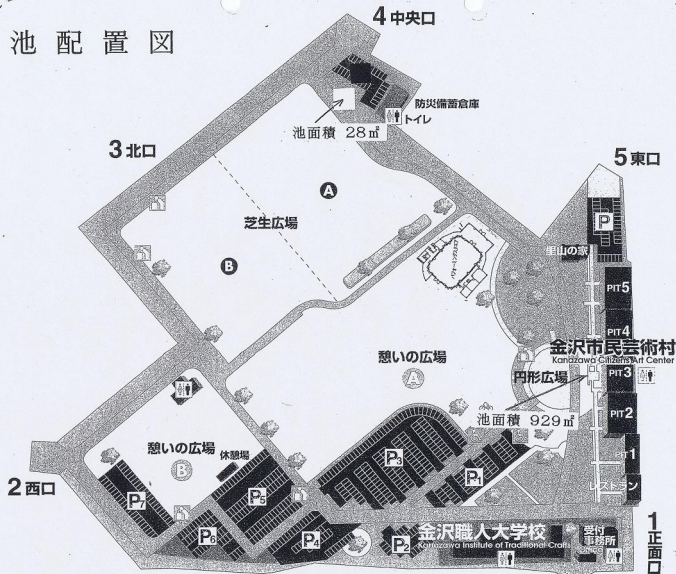 池配置図
4 中央口
防災備蓄倉庫
トイレ
池面積 28㎡
3 北口
5 東口
A
芝生広場
B
P
里山の家
PIT5
PIT4
金沢市民芸術村
Kanazawa Citizen's Art Center
憩いの広場
A
円形広場
PIT3
PIT2
池面積 929㎡
憩いの広場
B
休憩場
PIT1
レストラン
P3
P1
P7
P5
2 西口
P6
P4
P2
金沢職人大学校
Kanazawa Institute of Traditional Crafts
受付
事務所
Office
1 正面口